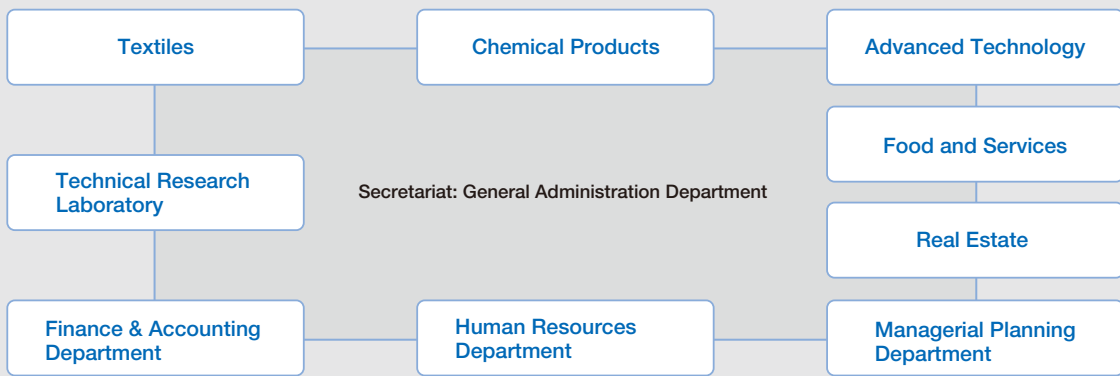 Textiles
Chemical Products
Advanced Technology
Food and Services
Technical Research
Laboratory
Secretariat: General Administration Department
Real Estate
Finance & Accounting
Department
Human Resources
Department
Managerial Planning
Department